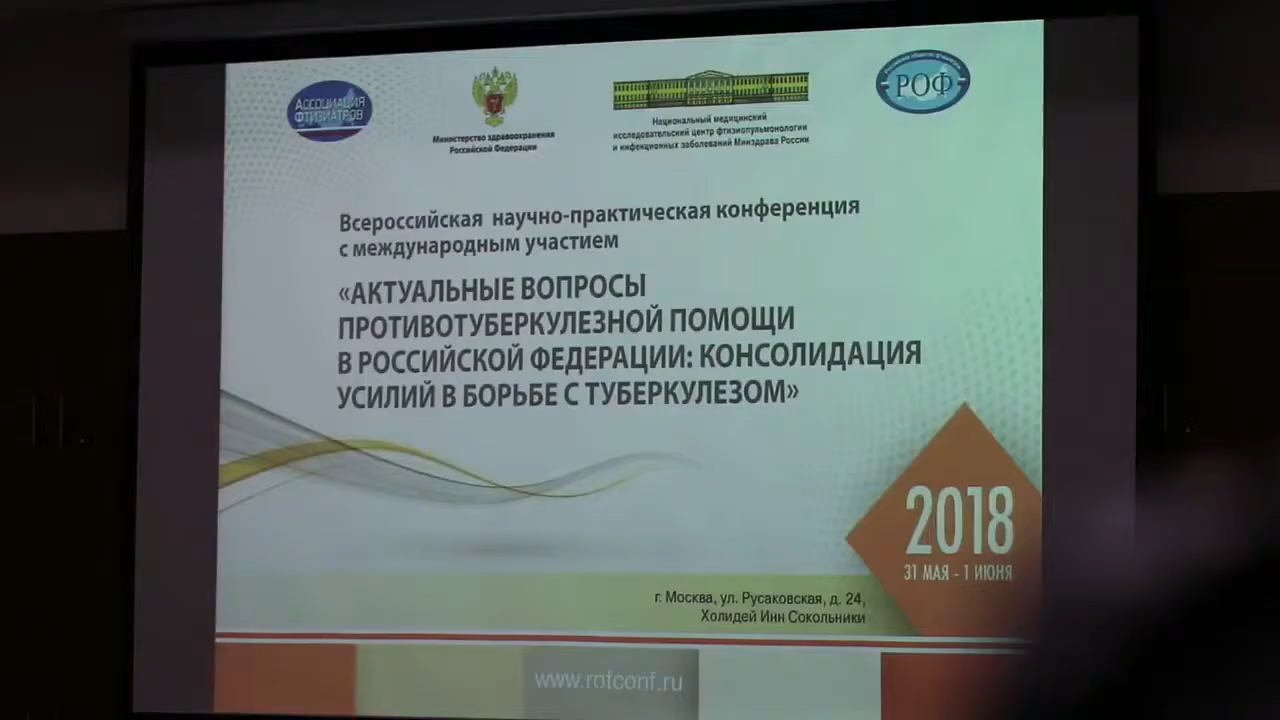 АССОЦИАЦИЯ
ФТИЗИАТРОВ
Министерство здравоохранения
Российской Федерации
Национальный медицинский
исследовательский центр фтизиопульмонологии
и инфекционных заболеваний Минздрава России
РОФ
Всероссийская научно-практическая конференция
с международным участием
«АКТУАЛЬНЫЕ ВОПРОСЫ
ПРОТИВОТУБЕРКУЛЕЗНОЙ ПОМОЩИ
В РОССИЙСКОЙ ФЕДЕРАЦИИ: КОНСОЛИДАЦИЯ
УСИЛИЙ В БОРЬБЕ С ТУБЕРКУЛЕЗОМ»
2018
31 МАЯ - 1 ИЮНЯ
г. Москва, ул. Русаковская, д. 24,
Холидей Инн Сокольники
www.rofconf.ru